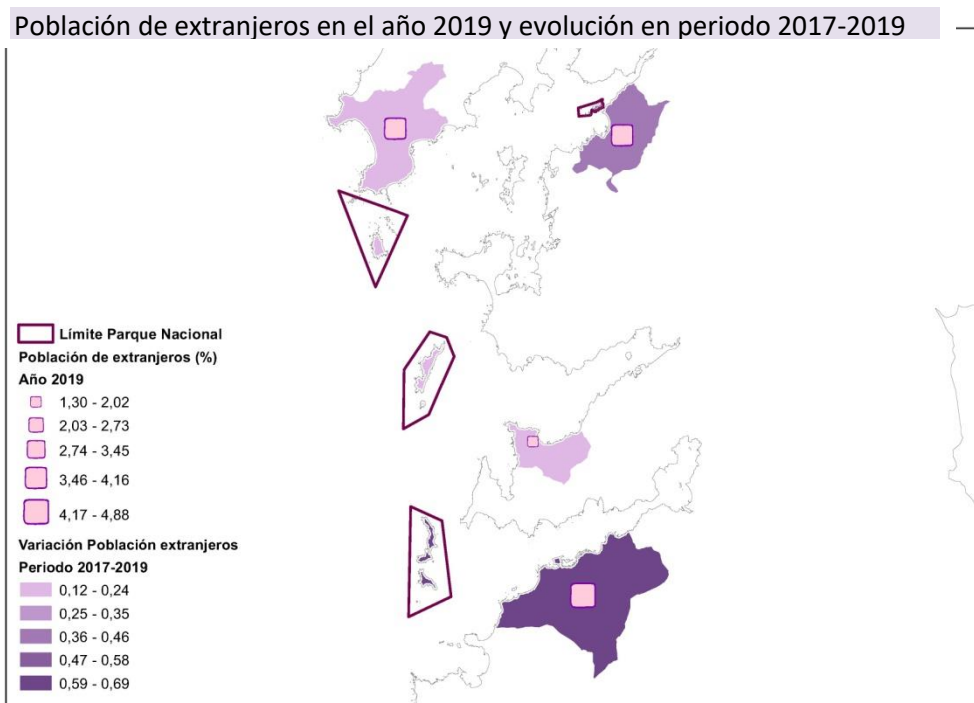 Población de extranjeros en el año 2019 y evolución en periodo 2017-2019
Límite Parque Nacional
Población de extranjeros (%)
Año 2019
1,30 - 2,02
2,03 - 2,73
2,74 - 3,45
3,46 - 4,16
4,17 - 4,88
Variación Población extranjeros
Periodo 2017-2019
0,12 - 0,24
0,25 - 0,35
0,36 - 0,46
0,47 - 0,58
0,59 - 0,69